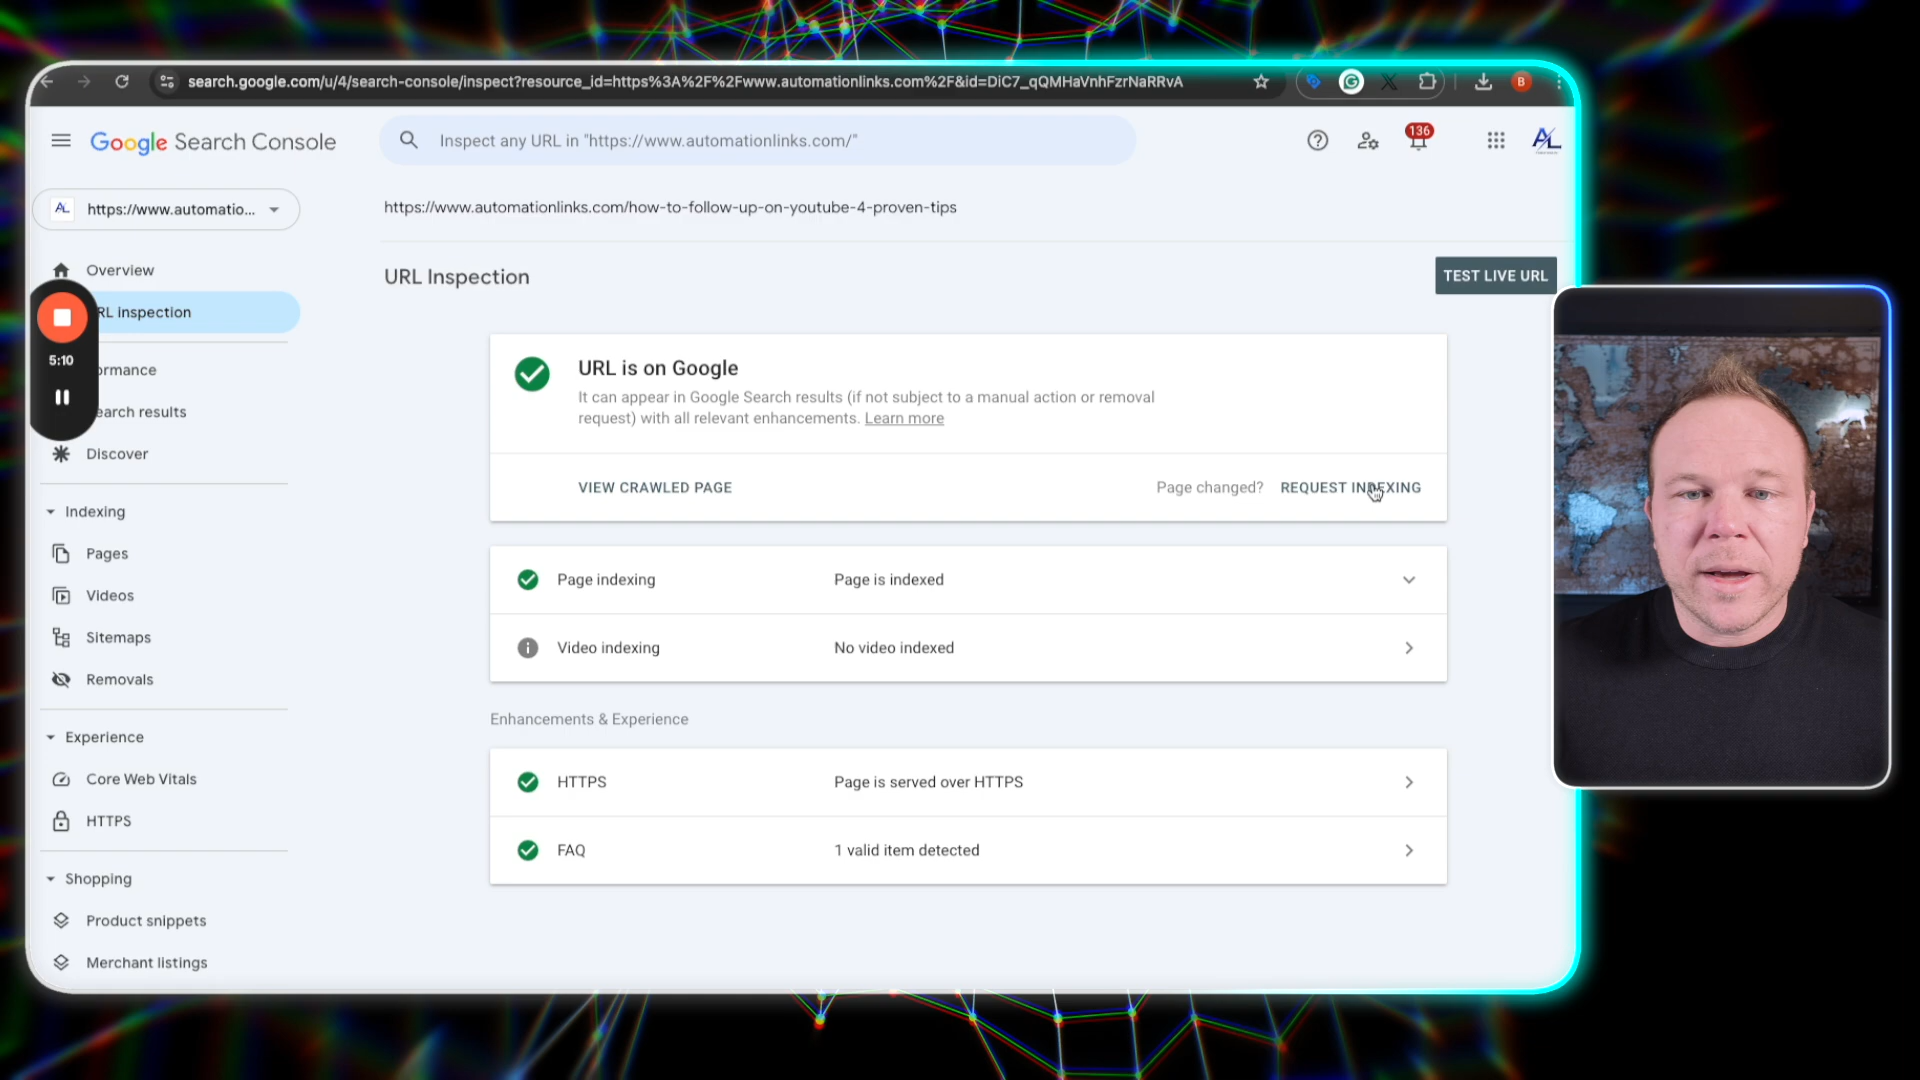 search.google.com/u/4/search-console/inspect?resource_id=https%3A%2F%2Fwww.automationlinks.com%2F&id=DiC7_qQMHaVnhFzrNaRRvA
B
Google Search Console
Inspect any URL in "https://www.automationlinks.com/"
136
AL
AL
https://www.automatio...
https://www.automationlinks.com/how-to-follow-up-on-youtube-4-proven-tips
Overview
URL Inspection
TEST LIVE URL
RL inspection
5:10
ormance
earch results
Discover
Indexing
Pages
Videos
Sitemaps
Removals
Experience
Core Web Vitals
HTTPS
Shopping
Product snippets
Merchant listings
URL is on Google
It can appear in Google Search results (if not subject to a manual action or removal
request) with all relevant enhancements. Learn more
VIEW CRAWLED PAGE
Page changed? REQUEST INDEXING
Page indexing Page is indexed
Video indexing No video indexed
Enhancements & Experience
HTTPS Page is served over HTTPS
FAQ 1 valid item detected